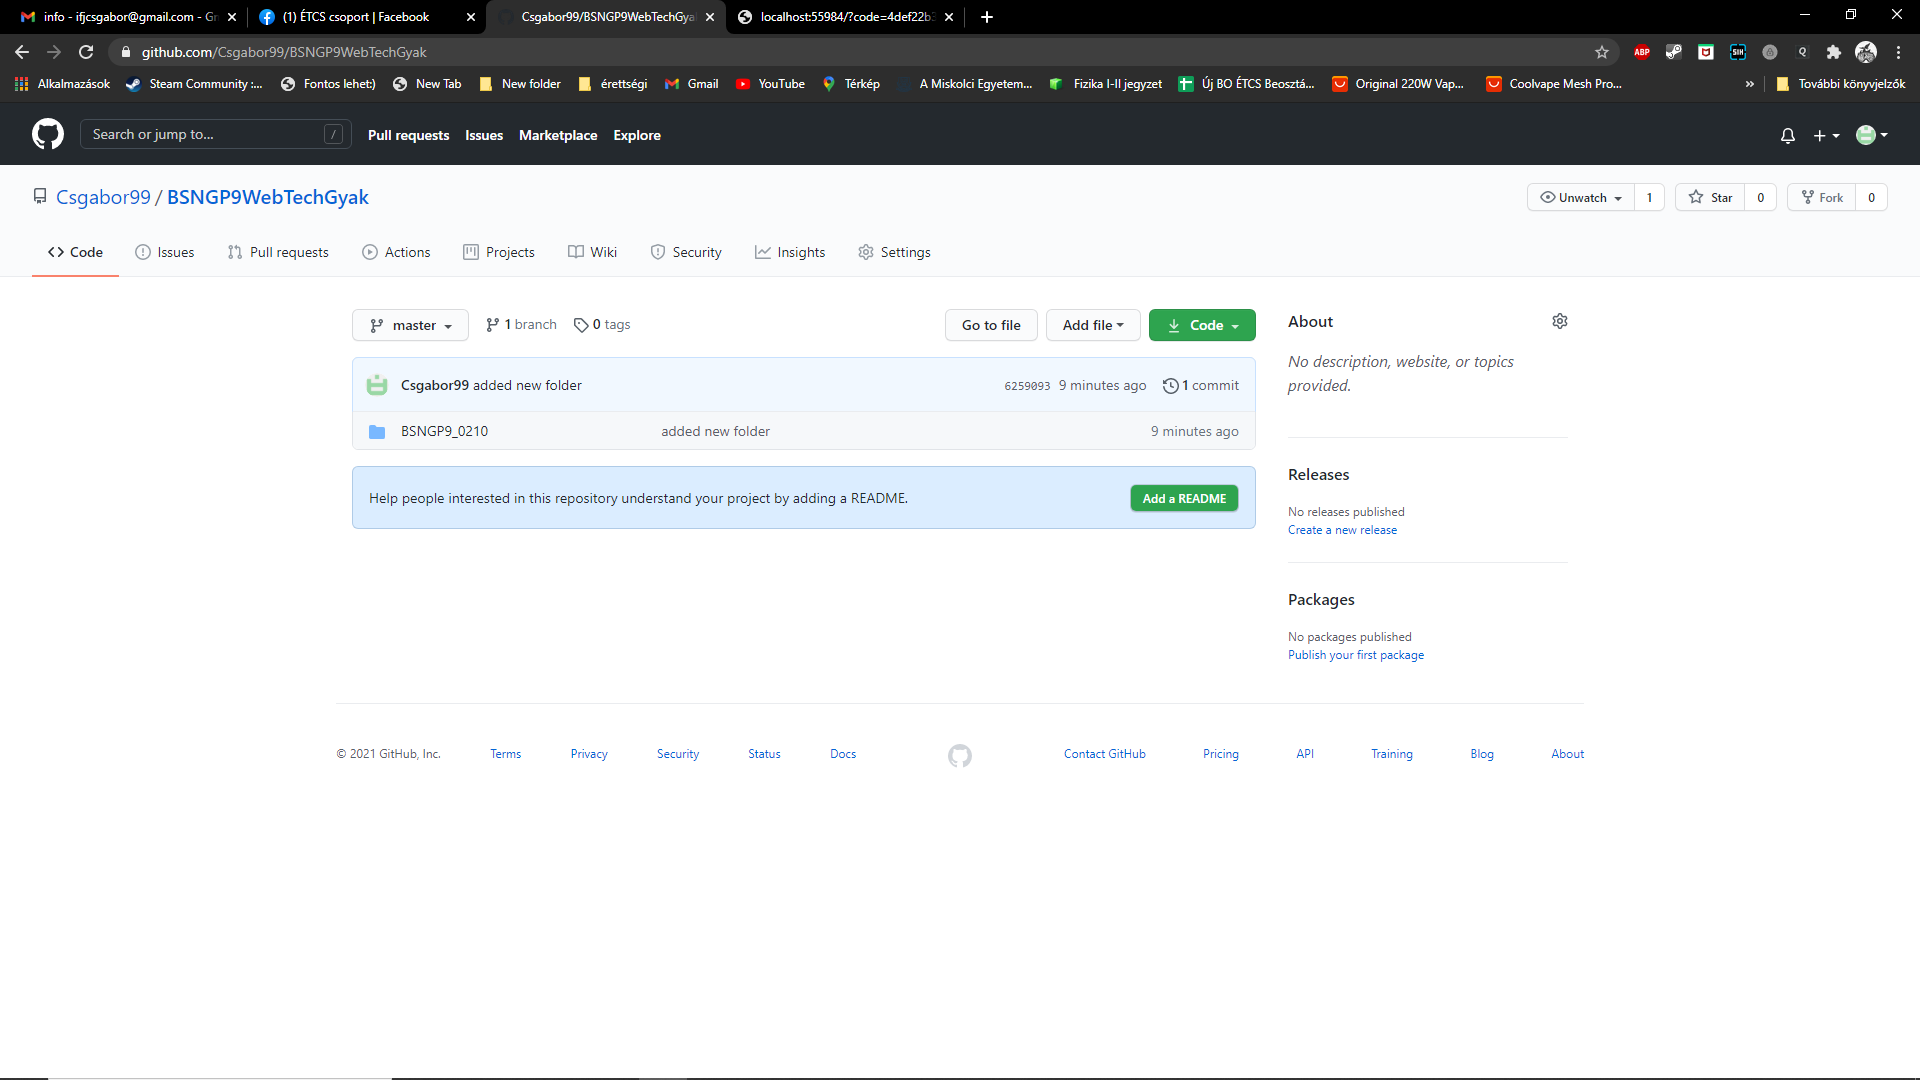 info - ifjcsgabor@gmail.com - Gm
(1) ÉTCS csoport | Facebook
Csgabor99/BSNGP9WebTechGyak
localhost:55984/?code=4def22b3
github.com/Csgabor99/BSNGP9WebTechGyak
ABP
SIH
Q
Alkalmazások
Steam Community :...
Fontos lehet:)
New Tab
New folder
érettségi
Gmail
YouTube
Térkép
A Miskolci Egyetem...
Fizika I-II jegyzet
Új BO ÉTCS Beosztá...
Original 220W Vap...
Coolvape Mesh Pro...
»
További könyvjelzők
Search or jump to... /
Pull requests
Issues
Marketplace
Explore
Csgabor99 / BSNGP9WebTechGyak
Unwatch 1
Star 0
Fork 0
Code
Issues
Pull requests
Actions
Projects
Wiki
Security
Insights
Settings
master
1 branch
0 tags
Go to file
Add file
Code
Csgabor99 added new folder
6259093 9 minutes ago
1 commit
BSNGP9_0210
added new folder
9 minutes ago
Help people interested in this repository understand your project by adding a README.
Add a README
About
No description, website, or topics
provided.
Releases
No releases published
Create a new release
Packages
No packages published
Publish your first package
© 2021 GitHub, Inc.
Terms
Privacy
Security
Status
Docs
Contact GitHub
Pricing
API
Training
Blog
About